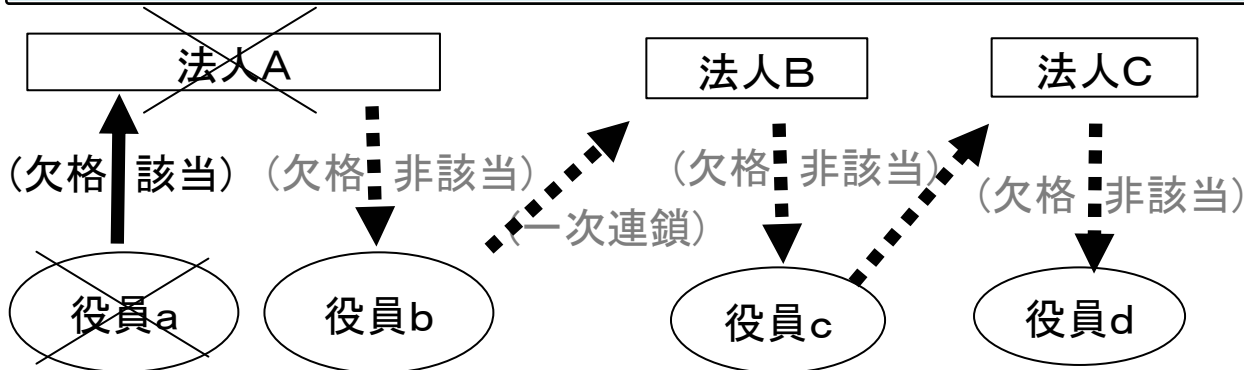 法人A
法人B
法人C
(欠格 該当)
(欠格 非該当)
(一次連鎖)
(欠格 非該当)
(欠格 非該当)
役員a
役員b
役員c
役員d